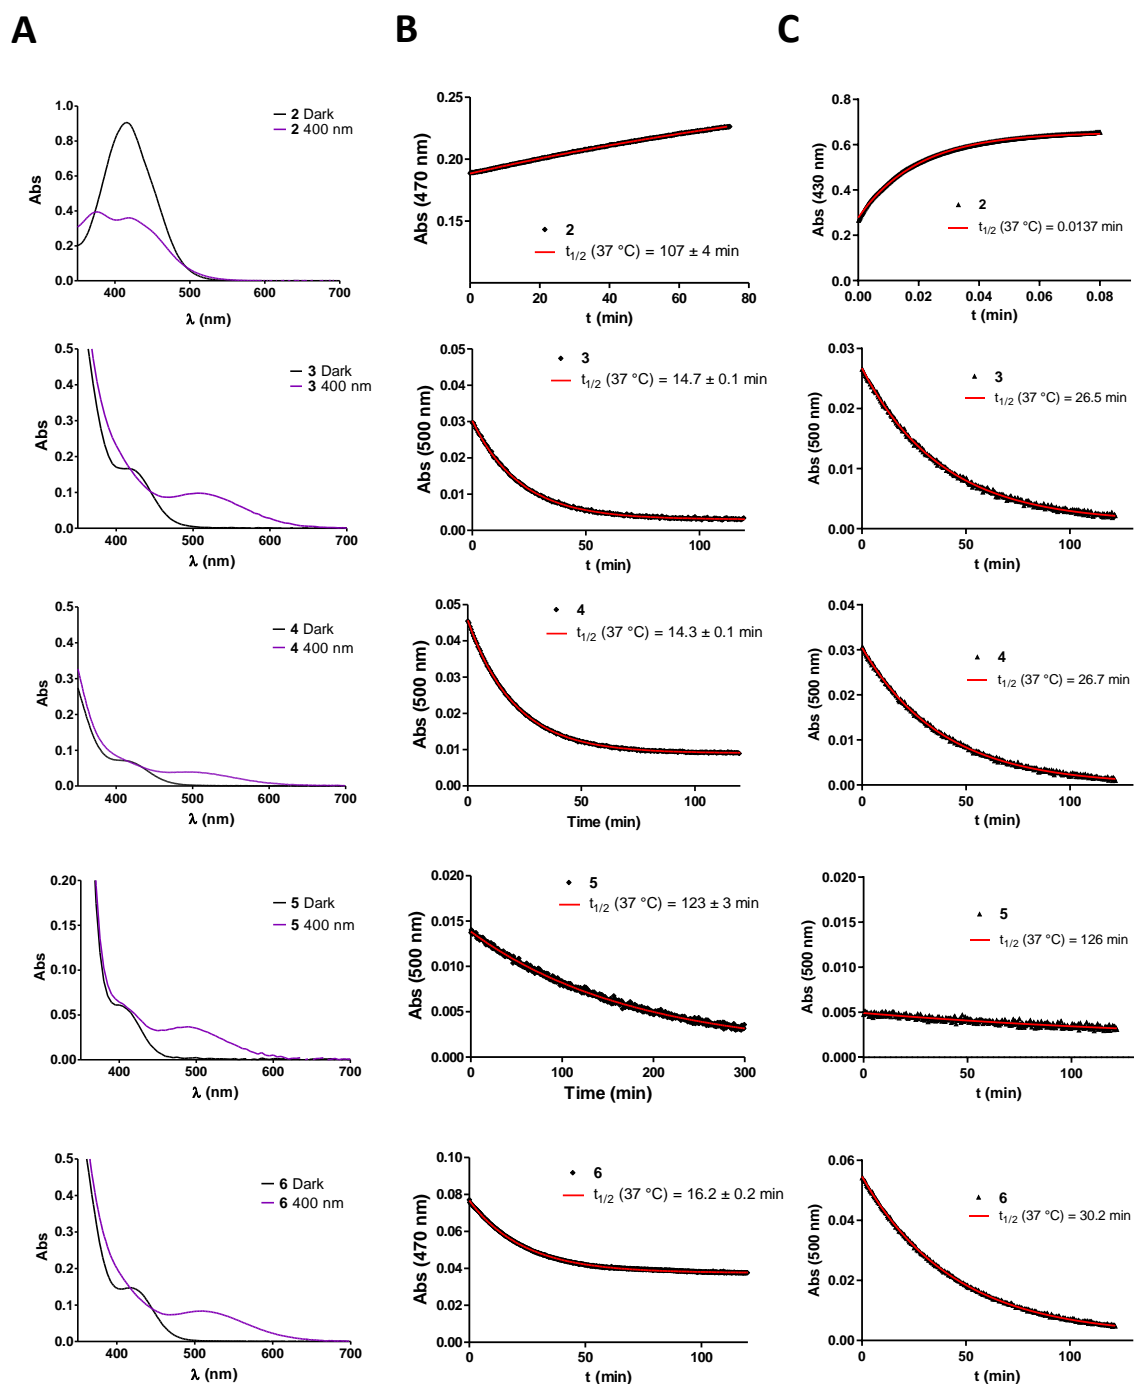 A
B
C
1.0
0.8
0.6
0.4
0.2
0.0
Abs
400
500
600
700
λ (nm)
2 Dark
2 400 nm
0.25
0.20
0.15
Abs (470 nm)
0
20
40
60
80
t (min)
2
t1/2 (37 °C) = 107 ± 4 min
0.8
0.6
0.4
0.2
0.0
Abs (430 nm)
0.00
0.02
0.04
0.06
0.08
t (min)
2
t1/2 (37 °C) = 0.0137 min
0.5
0.4
0.3
0.2
0.1
0.0
Abs
400
500
600
700
λ (nm)
3 Dark
3 400 nm
0.05
0.04
0.03
0.02
0.01
0.00
Abs (500 nm)
0
50
100
t (min)
3
t1/2 (37 °C) = 14.7 ± 0.1 min
0.03
0.02
0.01
0.00
Abs (500 nm)
0
50
100
t (min)
3
t1/2 (37 °C) = 26.5 min
0.5
0.4
0.3
0.2
0.1
0.0
Abs
400
500
600
700
λ (nm)
4 Dark
4 400 nm
0.05
0.04
0.03
0.02
0.01
0.00
Abs (500 nm)
0
50
100
Time (min)
4
t1/2 (37 °C) = 14.3 ± 0.1 min
0.04
0.03
0.02
0.01
0.00
Abs (500 nm)
0
50
100
t (min)
4
t1/2 (37 °C) = 26.7 min
0.20
0.15
0.10
0.05
0.00
Abs
400
500
600
700
λ (nm)
5 Dark
5 400 nm
0.020
0.015
0.010
0.005
0.000
Abs (500 nm)
0
100
200
300
Time (min)
5
t1/2 (37 °C) = 123 ± 3 min
0.020
0.015
0.010
0.005
0.000
Abs (500 nm)
0
50
100
t (min)
5
t1/2 (37 °C) = 126 min
0.5
0.4
0.3
0.2
0.1
0.0
Abs
400
500
600
700
λ (nm)
6 Dark
6 400 nm
0.10
0.08
0.06
0.04
0.02
0.00
Abs (470 nm)
0
50
100
t (min)
6
t1/2 (37 °C) = 16.2 ± 0.2 min
0.06
0.04
0.02
0.00
Abs (500 nm)
0
50
100
t (min)
6
t1/2 (37 °C) = 30.2 min